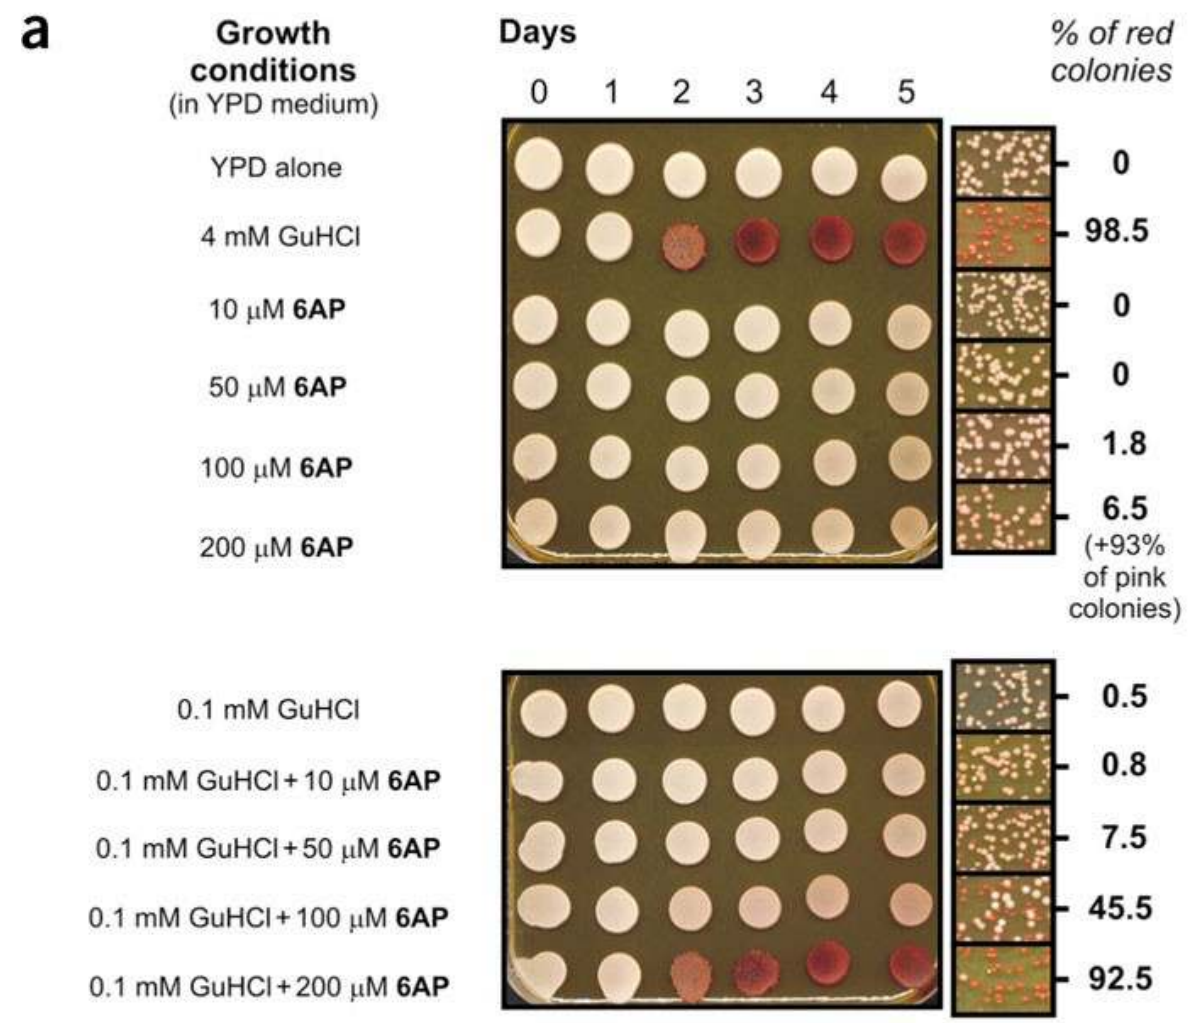 a
Growth
conditions
(in YPD medium)
Days
0 1 2 3 4 5
% of red
colonies
YPD alone
0
4 mM GuHCl
98.5
10 μM 6AP
0
50 μM 6AP
0
100 μM 6AP
1.8
200 μM 6AP
6.5
(+93%
of pink
colonies)
0.1 mM GuHCl
0.5
0.1 mM GuHCl + 10 μM 6AP
0.8
0.1 mM GuHCl + 50 μM 6AP
7.5
0.1 mM GuHCl + 100 μM 6AP
45.5
0.1 mM GuHCl + 200 μM 6AP
92.5